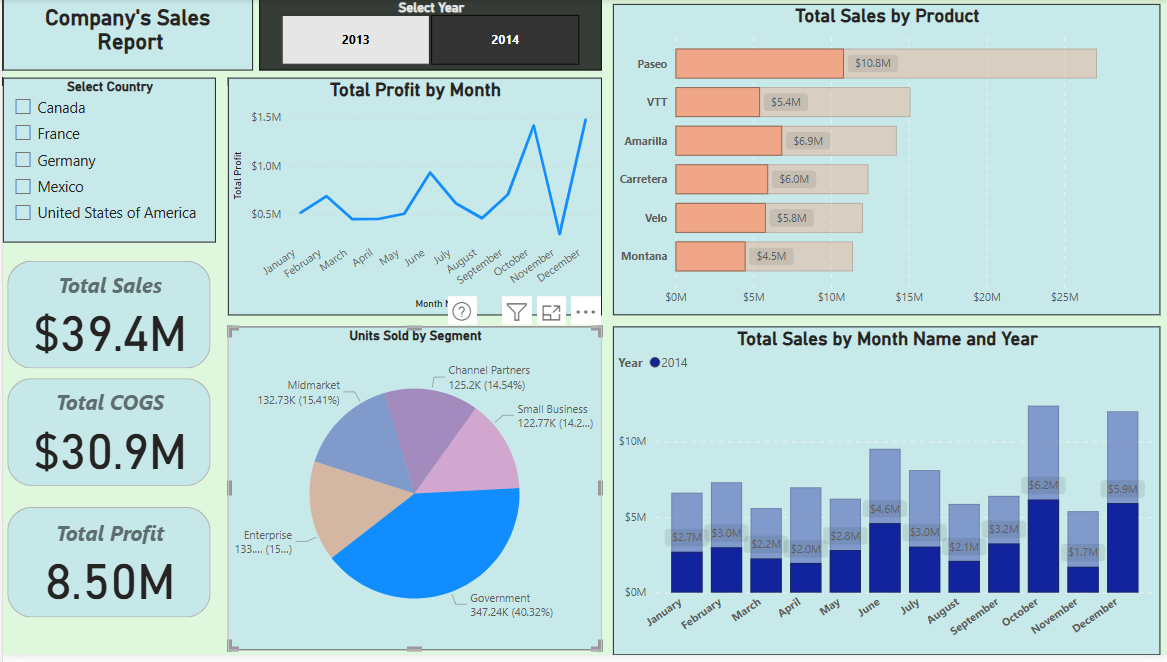 Company's Sales
Report
Select Year
2013
2014
Select Country
Canada
France
Germany
Mexico
United States of America
Total Sales
$39.4M
Total COGS
$30.9M
Total Profit
8.50M
Total Profit by Month
Total Profit
$1.5M
$1.0M
$0.5M
January
February
March
April
May
June
July
August
September
October
November
December
Month
Units Sold by Segment
Channel Partners
125.2K (14.54%)
Midmarket
132.73K (15.41%)
Small Business
122.77K (14.2...)
Enterprise
133.... (15...)
Government
347.24K (40.32%)
Total Sales by Product
Paseo
$10.8M
VTT
$5.4M
Amarilla
$6.9M
Carretera
$6.0M
Velo
$5.8M
Montana
$4.5M
$0M
$5M
$10M
$15M
$20M
$25M
Total Sales by Month Name and Year
Year
2014
$10M
$5M
$0M
$2.7M
$3.0M
$2.2M
$2.0M
$2.8M
$4.6M
$3.0M
$2.1M
$3.2M
$6.2M
$1.7M
$5.9M
January
February
March
April
May
June
July
August
September
October
November
December